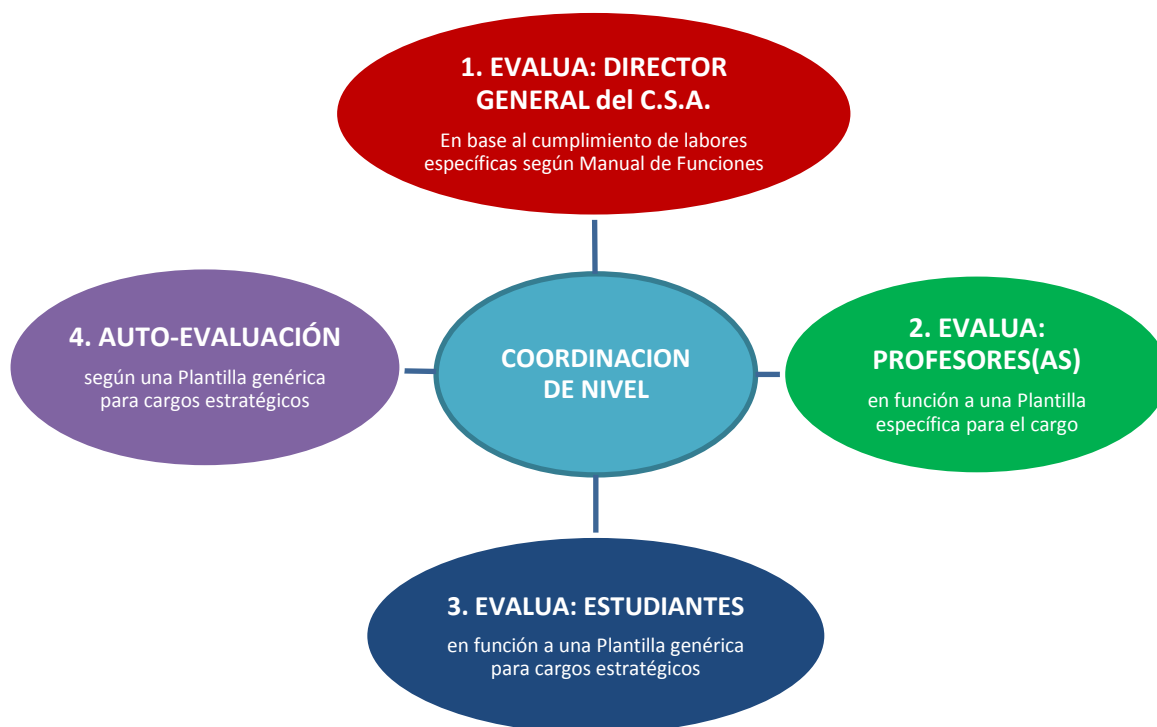 1. EVALUA: DIRECTOR
GENERAL del C.S.A.
En base al cumplimiento de labores
específicas según Manual de Funciones
4. AUTO-EVALUACIÓN
según una Plantilla genérica
para cargos estratégicos
COORDINACION
DE NIVEL
2. EVALUA:
PROFESORES(AS)
en función a una Plantilla
específica para el cargo
3. EVALUA: ESTUDIANTES
en función a una Plantilla genérica
para cargos estratégicos